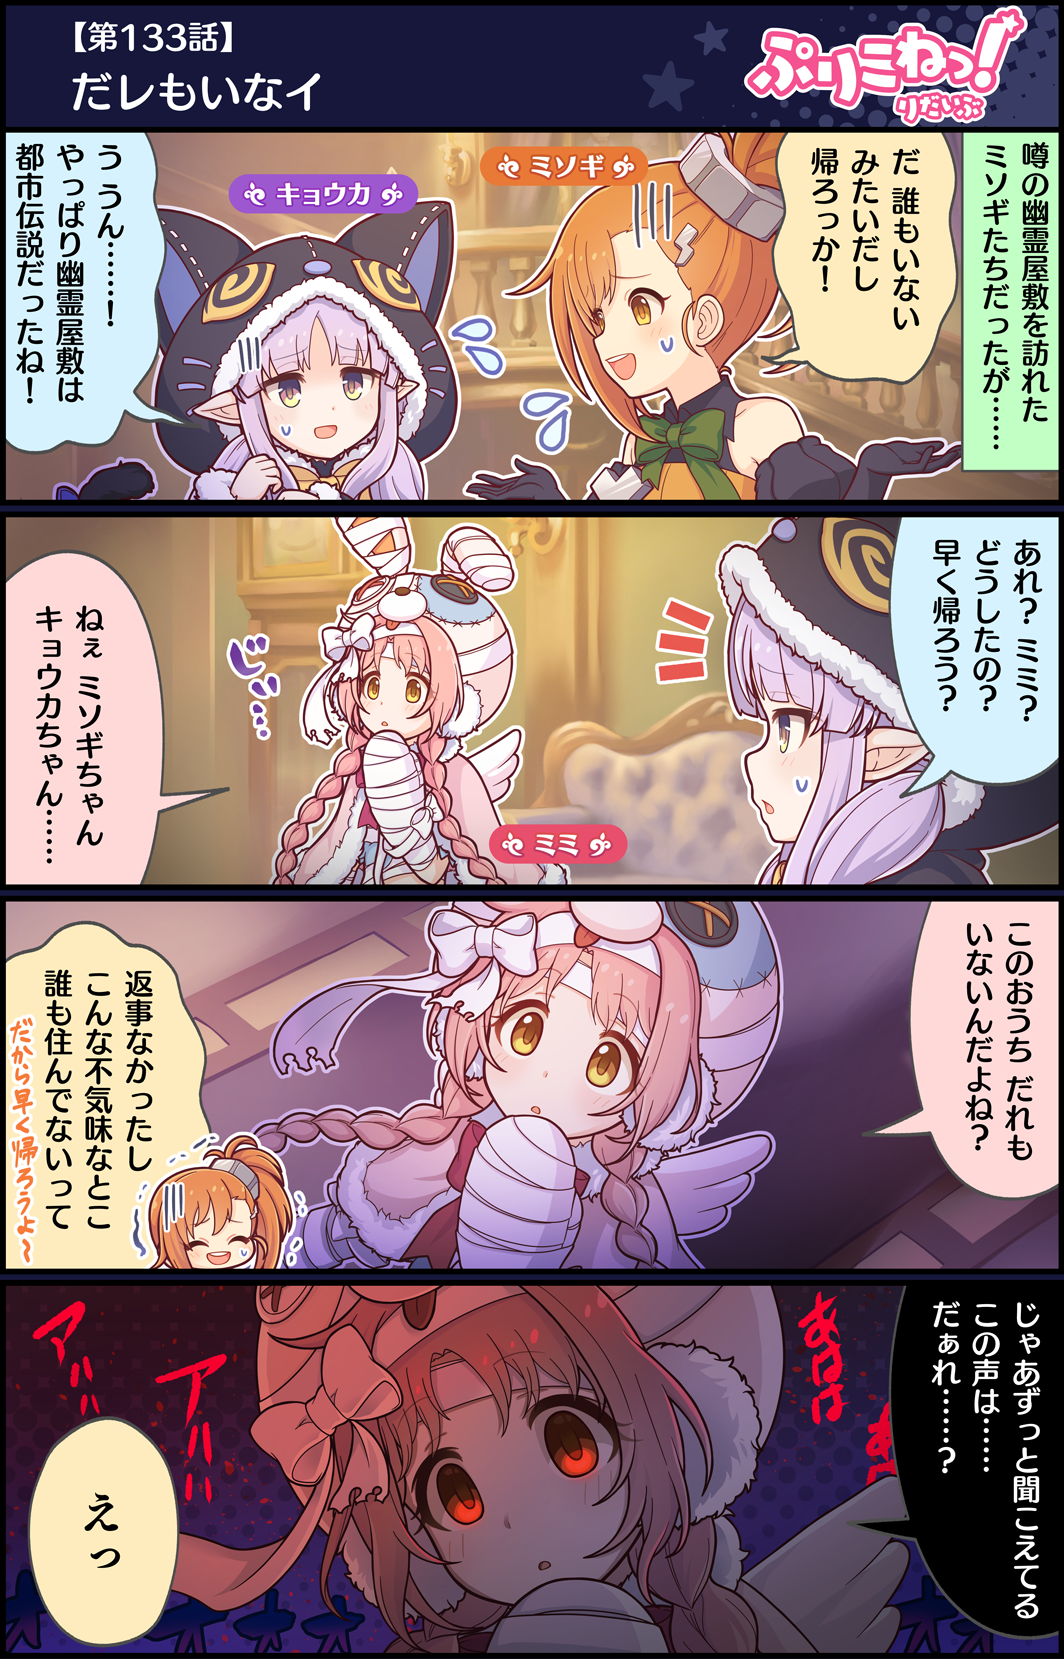 【第133話】
だレもいなイ
ぷりこねっ!
りだいぶ
噂の幽霊屋敷を訪れた
ミソギたちだったが……
だ 誰もいない
みたいだし
帰ろっか!
ミソギ
キョウカ
う うん……!
やっぱり幽霊屋敷は
都市伝説だったね!
あれ? ミミ?
どうしたの?
早く帰ろう?
じぃ…
ミミ
ねぇ ミソギちゃん
キョウカちゃん……
このおうち だれも
いないんだよね?
返事なかったし
こんな不気味なとこ
誰も住んでないって
だから早く帰ろうよ～
じゃあずっと聞こえてる
この声は……
だぁれ……?
あはは
アハハ
アハハ
えっ
オオオオ
オオ